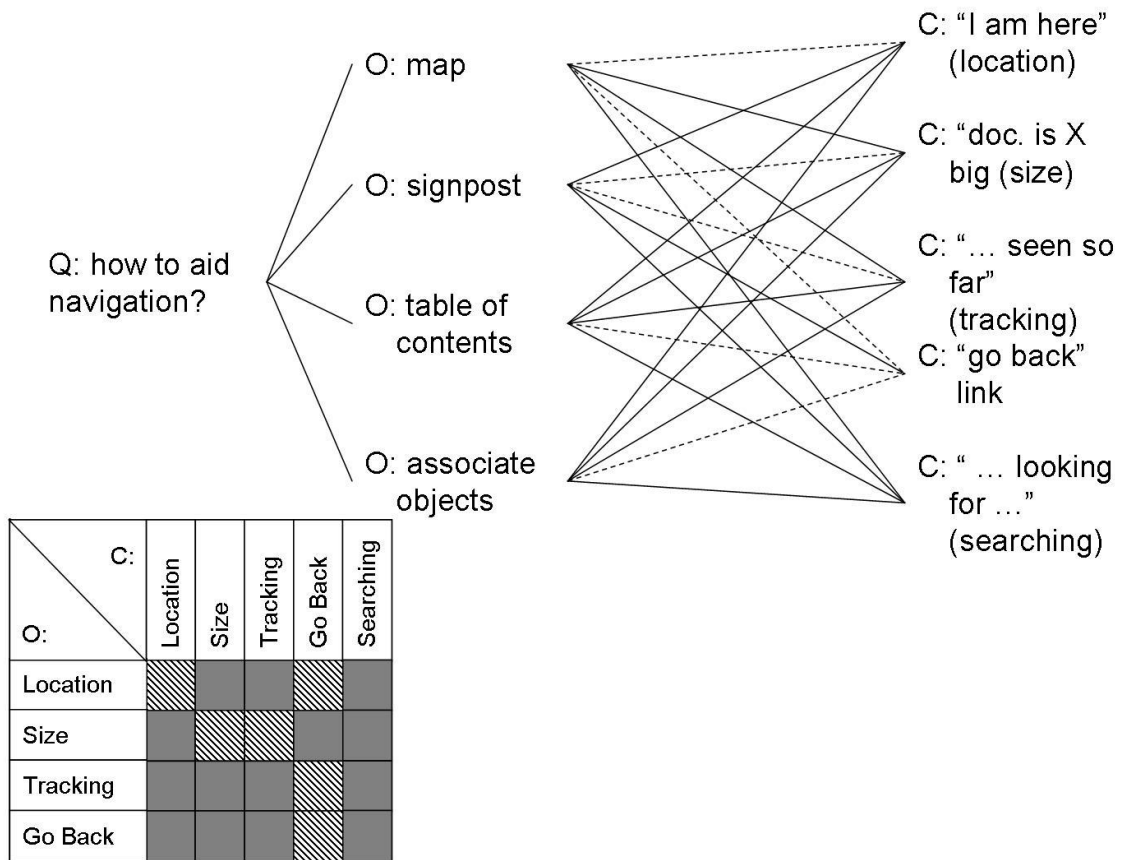 Q: how to aid
navigation?
O: map
O: signpost
O: table of
contents
O: associate
objects
C: “I am here”
(location)
C: “doc. is X
big (size)
C: “... seen so
far”
(tracking)
C: “go back”
link
C: “ ... looking
for ...”
(searching)
C:
O:
Location
Size
Tracking
Go Back
Searching
Location
Size
Tracking
Go Back